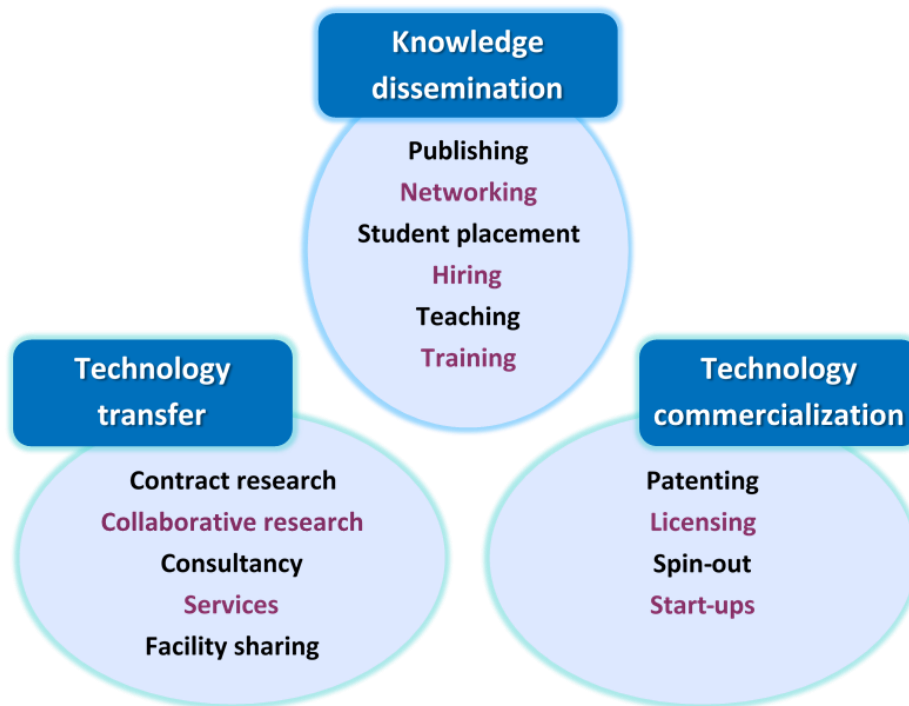 Knowledge
dissemination
Publishing
Networking
Student placement
Hiring
Teaching
Training
Technology
transfer
Contract research
Collaborative research
Consultancy
Services
Facility sharing
Technology
commercialization
Patenting
Licensing
Spin-out
Start-ups